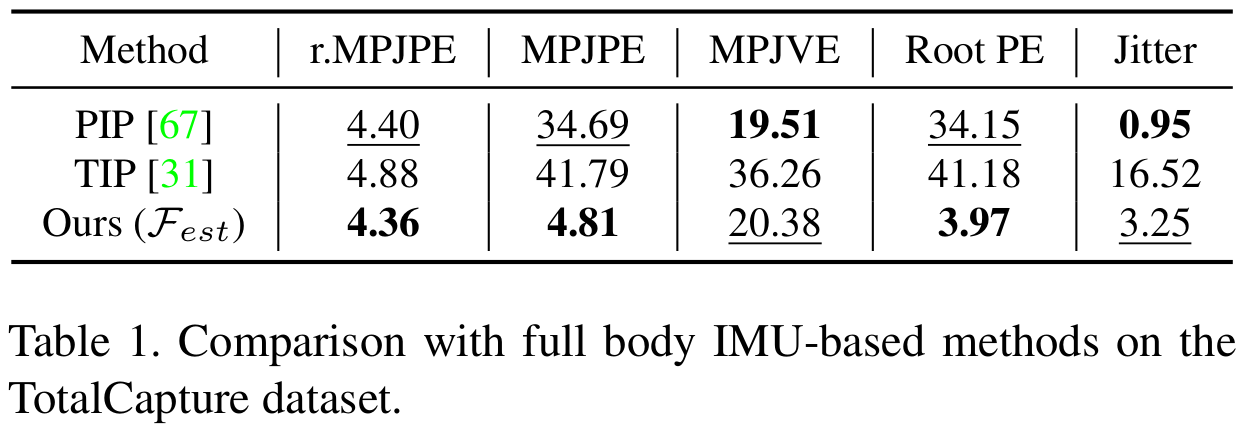 Method r.MPJPE MPJPE MPJVE Root PE Jitter
PIP [67] 4.40 34.69 19.51 34.15 0.95
TIP [31] 4.88 41.79 36.26 41.18 16.52
Ours (ℱest) 4.36 4.81 20.38 3.97 3.25
Table 1. Comparison with full body IMU-based methods on the
TotalCapture dataset.